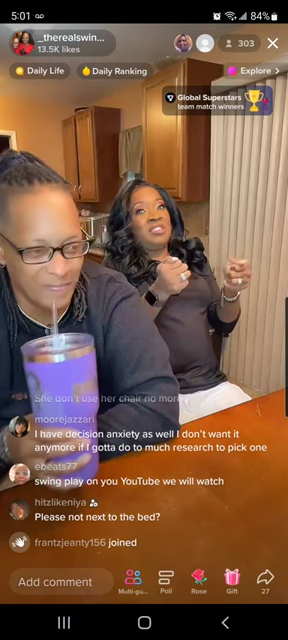 5:01
84%
_therealswin...
13.5K likes
303
Daily Life
Daily Ranking
Explore >
Global Superstars
team match winners
She don't use her chair no more
moorejazzari
I have decision anxiety as well I don't want it
anymore if I gotta do to much research to pick one
ebeats77
swing play on you YouTube we will watch
hitzlikeniya
Please not next to the bed?
frantzjeanty156 joined
Add comment
Multi-gu...
Poll
Rose
Gift
27